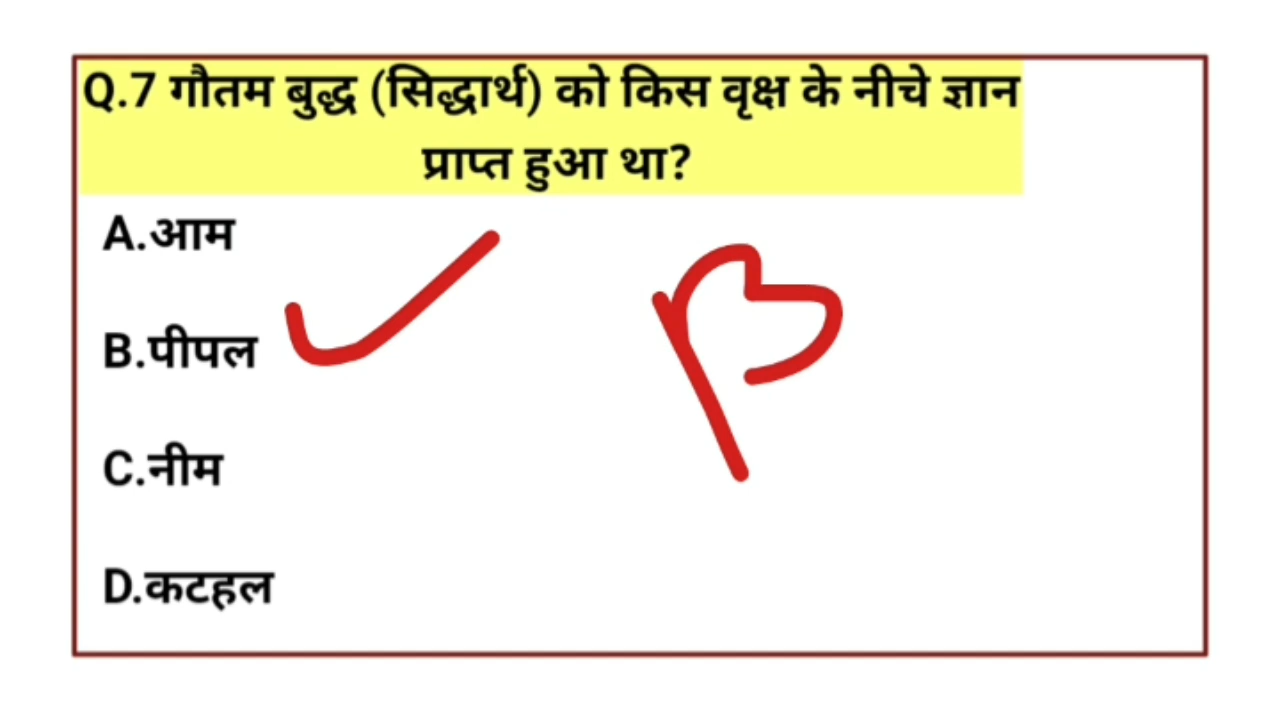 Q.7 गौतम बुद्ध (सिद्धार्थ) को किस वृक्ष के नीचे ज्ञान
प्राप्त हुआ था?
A.आम
B.पीपल
C.नीम
D.कटहल